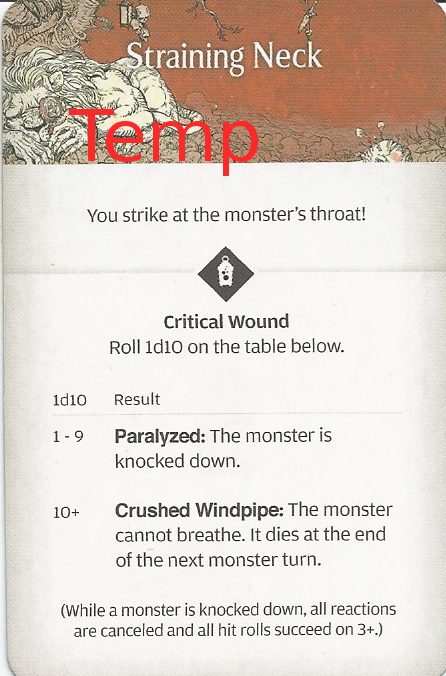 Straining Neck
Temp
You strike at the monster's throat!
Critical Wound
Roll 1d10 on the table below.
1d10 Result
1 - 9 Paralyzed: The monster is
knocked down.
10+ Crushed Windpipe: The monster
cannot breathe. It dies at the end
of the next monster turn.
(While a monster is knocked down, all reactions
are canceled and all hit rolls succeed on 3+.)